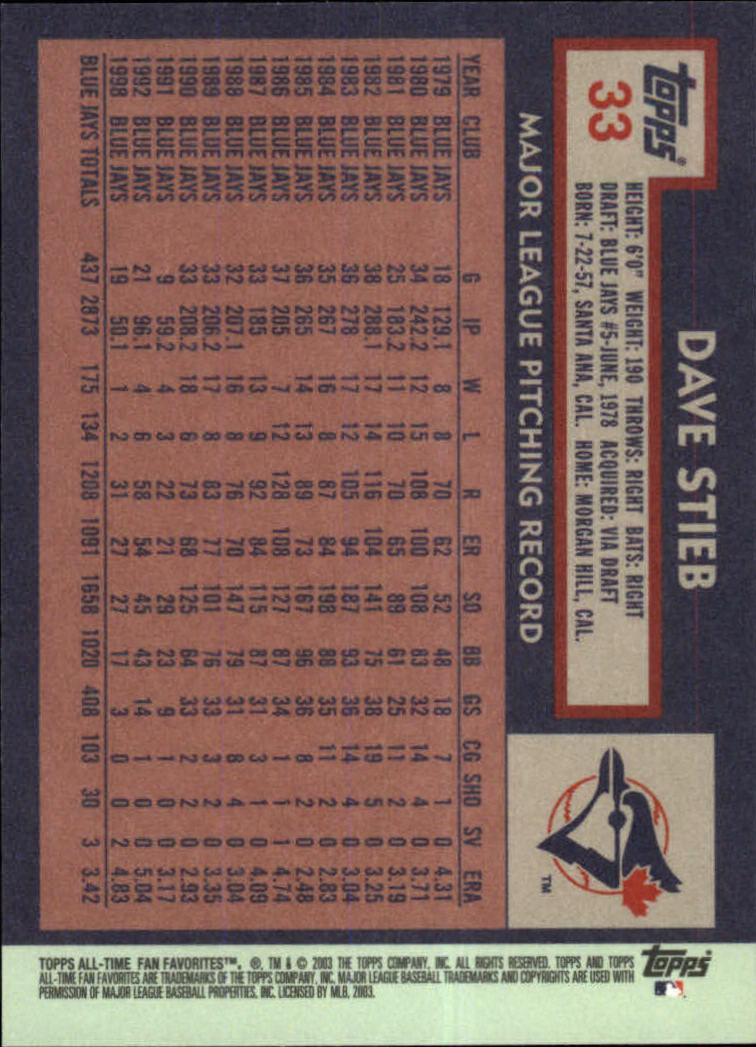 DAVE STIEB
topps®
33
HEIGHT: 6'0" WEIGHT: 190 THROWS: RIGHT BATS: RIGHT
DRAFT: BLUE JAYS #5-JUNE, 1978 ACQUIRED: VIA DRAFT
BORN: 7-22-57, SANTA ANA, CAL. HOME: MORGAN HILL, CAL.
MAJOR LEAGUE PITCHING RECORD
TM
YEAR CLUB G IP W L R ER SO BB GS CG SHO SV ERA
1979 BLUE JAYS 18 129.1 8 8 70 62 52 48 18 7 1 0 4.31
1980 BLUE JAYS 34 242.2 12 15 108 100 108 83 32 14 4 0 3.71
1981 BLUE JAYS 25 183.2 11 10 70 65 89 61 25 11 2 0 3.19
1982 BLUE JAYS 38 288.1 17 14 116 104 141 75 38 19 5 0 3.25
1983 BLUE JAYS 36 278 17 12 105 94 187 93 36 14 4 0 3.04
1984 BLUE JAYS 35 267 16 8 87 84 198 88 35 11 2 0 2.83
1985 BLUE JAYS 36 265 14 13 89 73 167 96 36 8 2 0 2.48
1986 BLUE JAYS 37 205 7 12 128 108 127 87 34 1 1 1 4.74
1987 BLUE JAYS 33 185 13 9 92 84 115 87 31 3 1 0 4.09
1988 BLUE JAYS 32 207.1 16 8 76 70 147 79 31 8 4 0 3.04
1989 BLUE JAYS 33 206.2 17 8 83 77 101 76 33 3 2 0 3.35
1990 BLUE JAYS 33 208.2 18 6 73 68 125 64 33 2 2 0 2.93
1991 BLUE JAYS 9 59.2 4 3 22 21 29 23 9 1 0 0 3.17
1992 BLUE JAYS 21 96.1 4 6 58 54 45 43 14 1 0 0 5.04
1998 BLUE JAYS 19 50.1 1 2 31 27 27 17 3 0 0 2 4.83
BLUE JAYS TOTALS 437 2873 175 134 1208 1091 1658 1020 408 103 30 3 3.42
TOPPS ALL-TIME FAN FAVORITES™, ®, TM & © 2003 THE TOPPS COMPANY, INC. ALL RIGHTS RESERVED. TOPPS AND TOPPS
ALL-TIME FAN FAVORITES ARE TRADEMARKS OF THE TOPPS COMPANY, INC. MAJOR LEAGUE BASEBALL TRADEMARKS AND COPYRIGHTS ARE USED WITH
PERMISSION OF MAJOR LEAGUE BASEBALL PROPERTIES, INC. LICENSED BY MLB, 2003.
topps